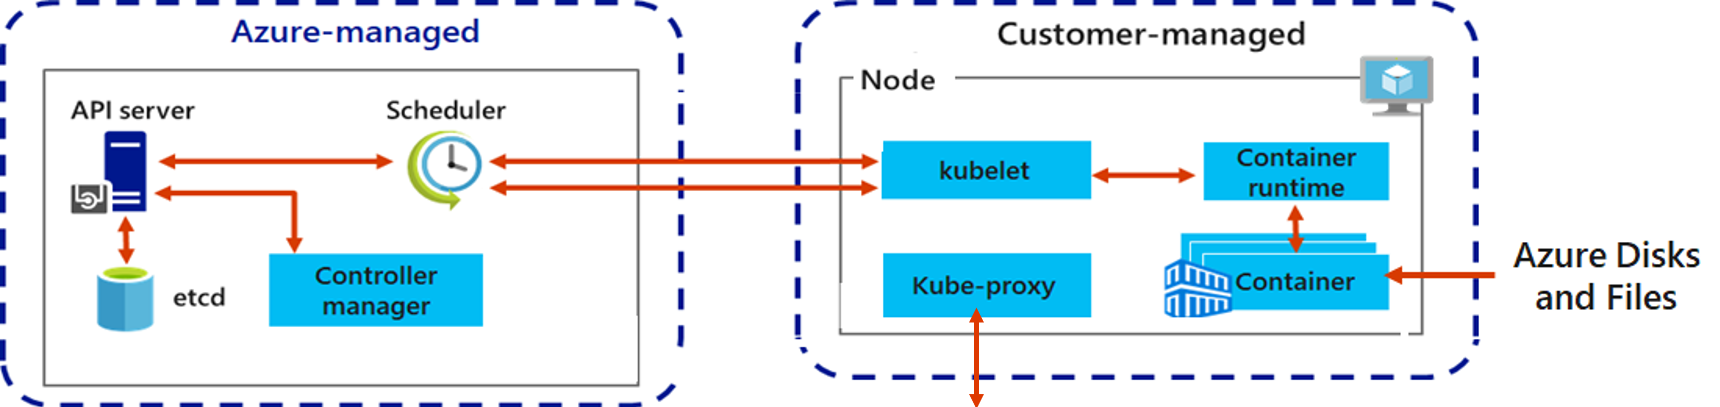 Azure-managed
API server
Scheduler
etcd
Controller
manager
Customer-managed
Node
kubelet
Container
runtime
Kube-proxy
Container
Azure Disks
and Files